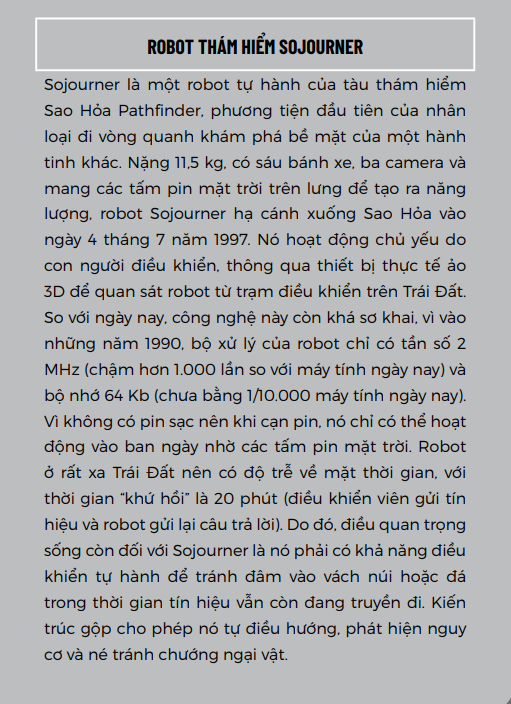 ROBOT THÁM HIỂM SOJOURNER
Sojourner là một robot tự hành của tàu thám hiểm
Sao Hỏa Pathfinder, phương tiện đầu tiên của nhân
loại đi vòng quanh khám phá bề mặt của một hành
tinh khác. Nặng 11,5 kg, có sáu bánh xe, ba camera và
mang các tấm pin mặt trời trên lưng để tạo ra năng
lượng, robot Sojourner hạ cánh xuống Sao Hỏa vào
ngày 4 tháng 7 năm 1997. Nó hoạt động chủ yếu do
con người điều khiển, thông qua thiết bị thực tế ảo
3D để quan sát robot từ trạm điều khiển trên Trái Đất.
So với ngày nay, công nghệ này còn khá sơ khai, vì vào
những năm 1990, bộ xử lý của robot chỉ có tần số 2
MHz (chậm hơn 1.000 lần so với máy tính ngày nay) và
bộ nhớ 64 Kb (chưa bằng 1/10.000 máy tính ngày nay).
Vì không có pin sạc nên khi cạn pin, nó chỉ có thể hoạt
động vào ban ngày nhờ các tấm pin mặt trời. Robot
ở rất xa Trái Đất nên có độ trễ về mặt thời gian, với
thời gian “khứ hồi” là 20 phút (điều khiển viên gửi tín
hiệu và robot gửi lại câu trả lời). Do đó, điều quan trọng
sống còn đối với Sojourner là nó phải có khả năng điều
khiển tự hành để tránh đâm vào vách núi hoặc đá
trong thời gian tín hiệu vẫn còn đang truyền đi. Kiến
trúc gộp cho phép nó tự điều hướng, phát hiện nguy
cơ và né tránh chướng ngại vật.